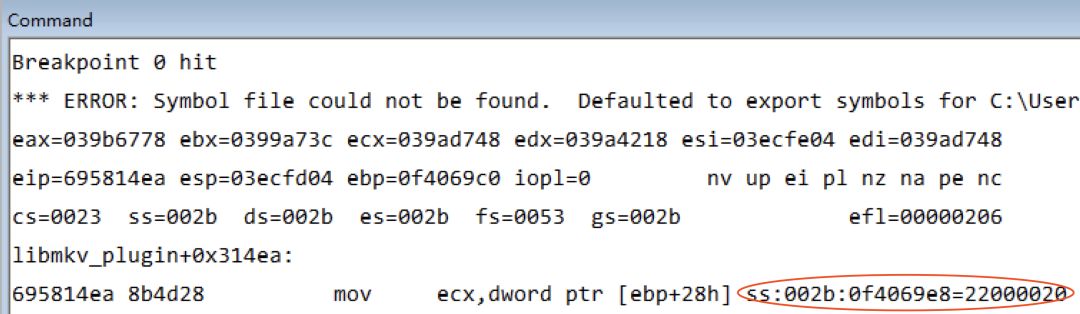 Command
Breakpoint 0 hit
*** ERROR: Symbol file could not be found.  Defaulted to export symbols for C:\User
eax=039b6778 ebx=0399a73c ecx=039ad748 edx=039a4218 esi=03ecfe04 edi=039ad748
eip=695814ea esp=03ecfd04 ebp=0f4069c0 iopl=0         nv up ei pl nz na pe nc
cs=0023  ss=002b  ds=002b  es=002b  fs=0053  gs=002b             efl=00000206
libmkv_plugin+0x314ea:
695814ea 8b4d28          mov     ecx,dword ptr [ebp+28h] ss:002b:0f4069e8=22000020